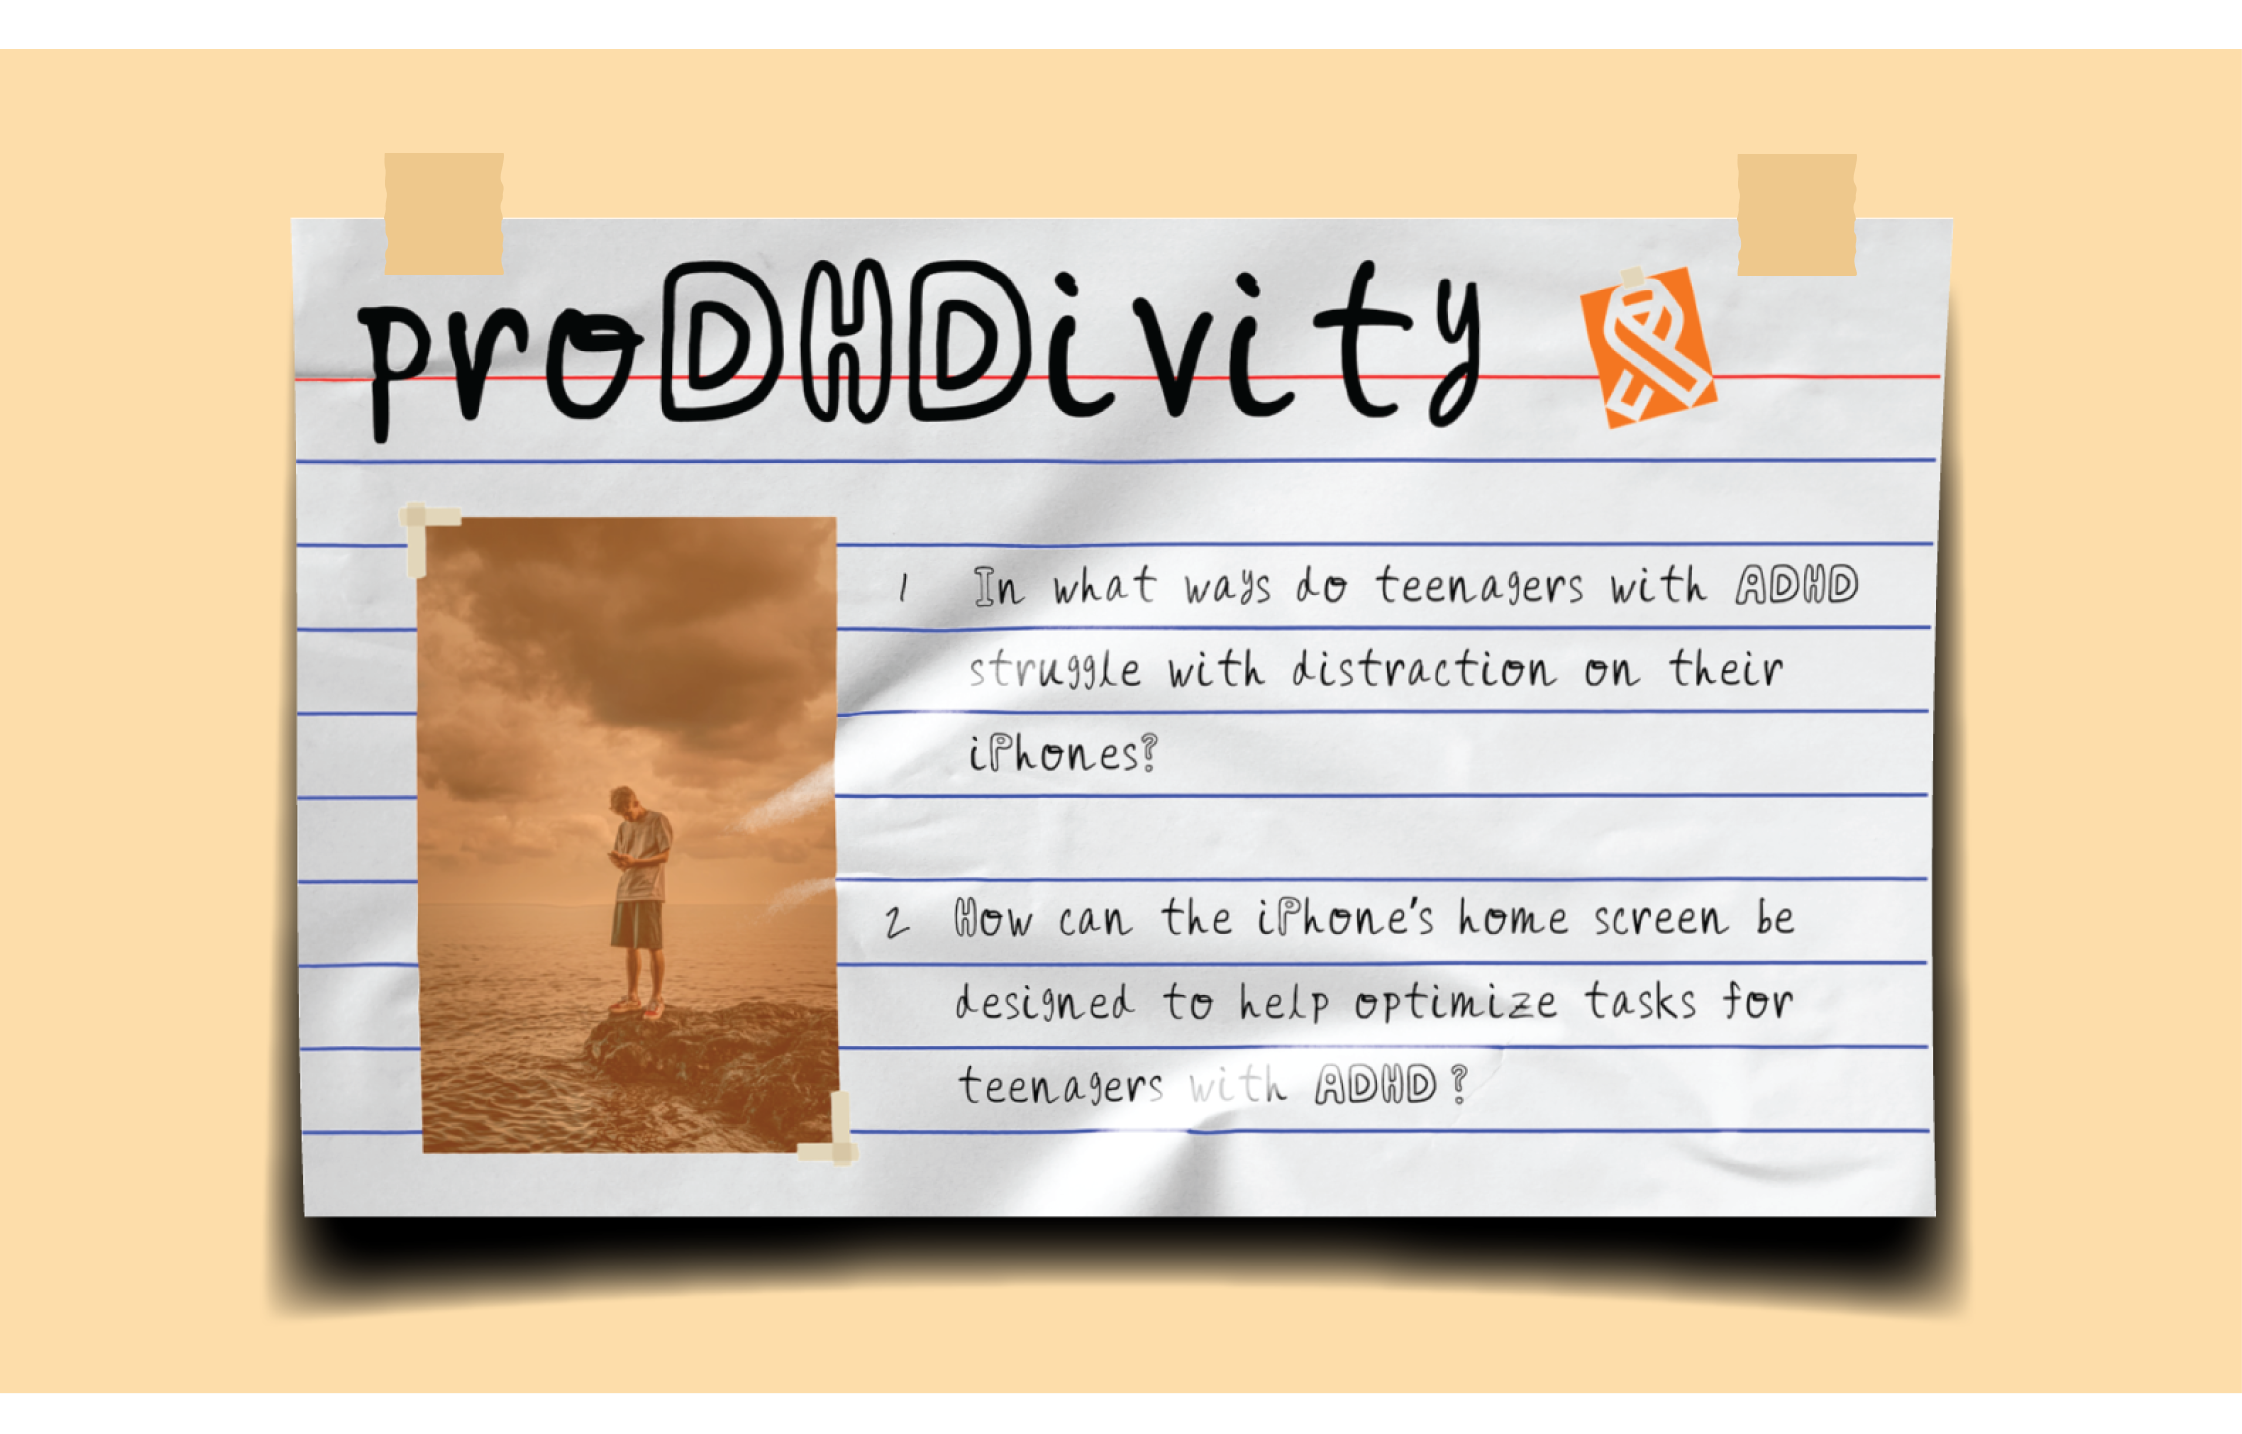 proDHDivity
1 In what ways do teenagers with ADHD
struggle with distraction on their
iPhones?
2 How can the iPhone's home screen be
designed to help optimize tasks for
teenagers with ADHD?